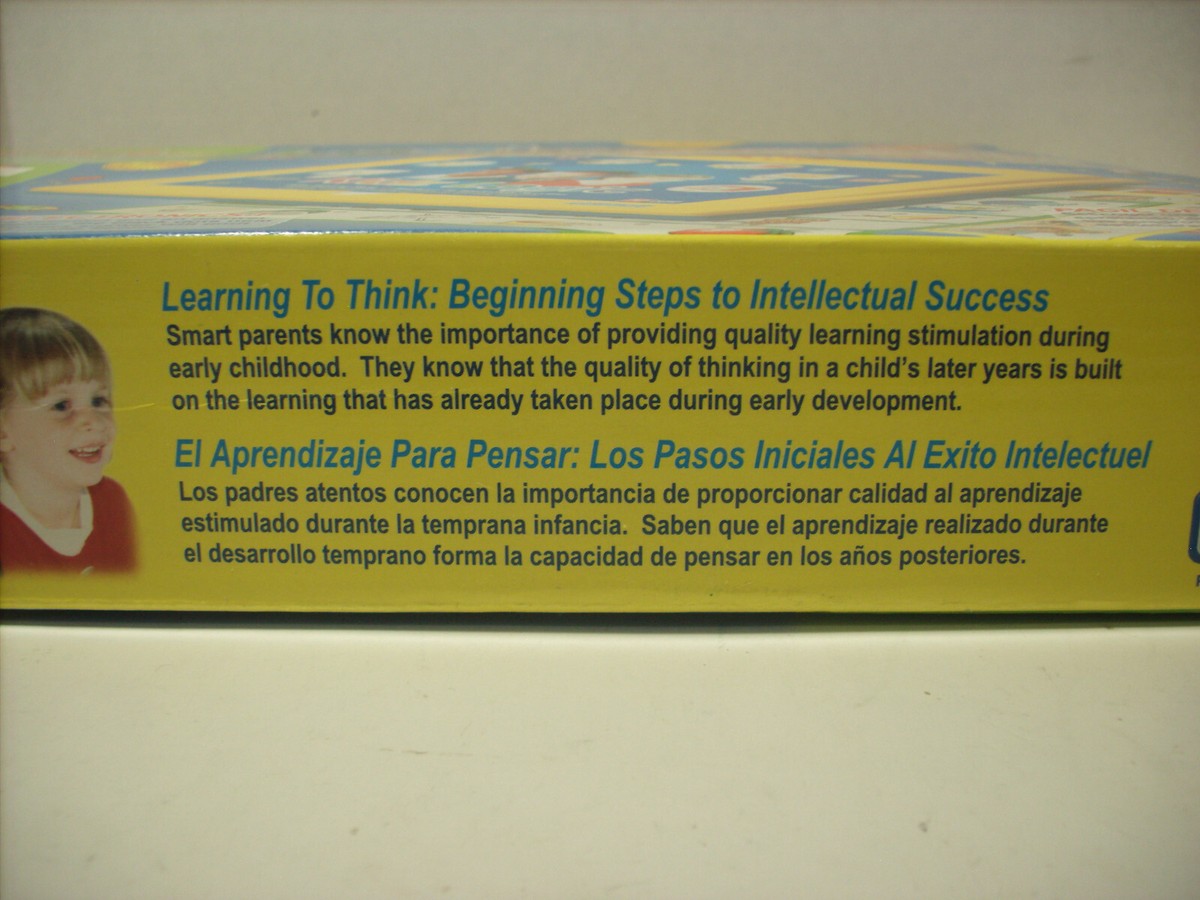 Learning To Think: Beginning Steps to Intellectual Success
Smart parents know the importance of providing quality learning stimulation during
early childhood. They know that the quality of thinking in a child's later years is built
on the learning that has already taken place during early development.
El Aprendizaje Para Pensar: Los Pasos Iniciales Al Exito Intelectuel
Los padres atentos conocen la importancia de proporcionar calidad al aprendizaje
estimulado durante la temprana infancia. Saben que el aprendizaje realizado durante
el desarrollo temprano forma la capacidad de pensar en los años posteriores.